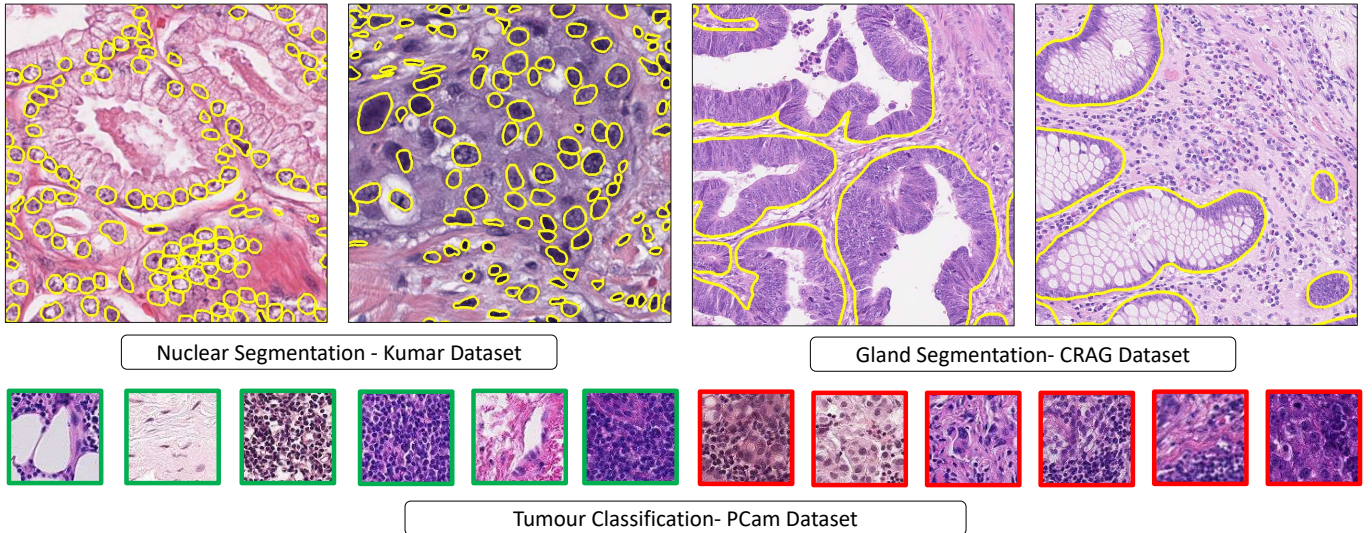 Nuclear Segmentation - Kumar Dataset
Gland Segmentation- CRAG Dataset
Tumour Classification- PCam Dataset